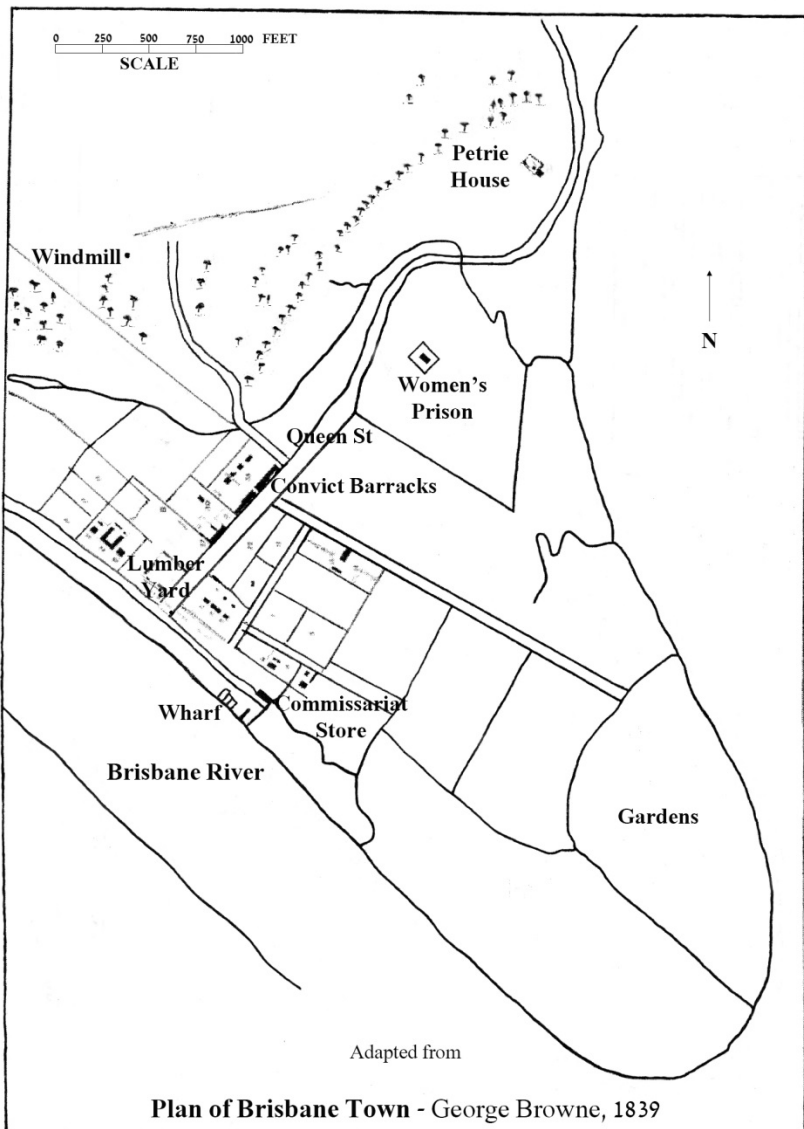 0 250 500 750 1000 FEET
SCALE
Petrie
House
Windmill
N
Women's
Prison
Queen St
Convict Barracks
Lumber
Yard
Wharf
Commissariat
Store
Brisbane River
Gardens
Adapted from
Plan of Brisbane Town - George Browne, 1839